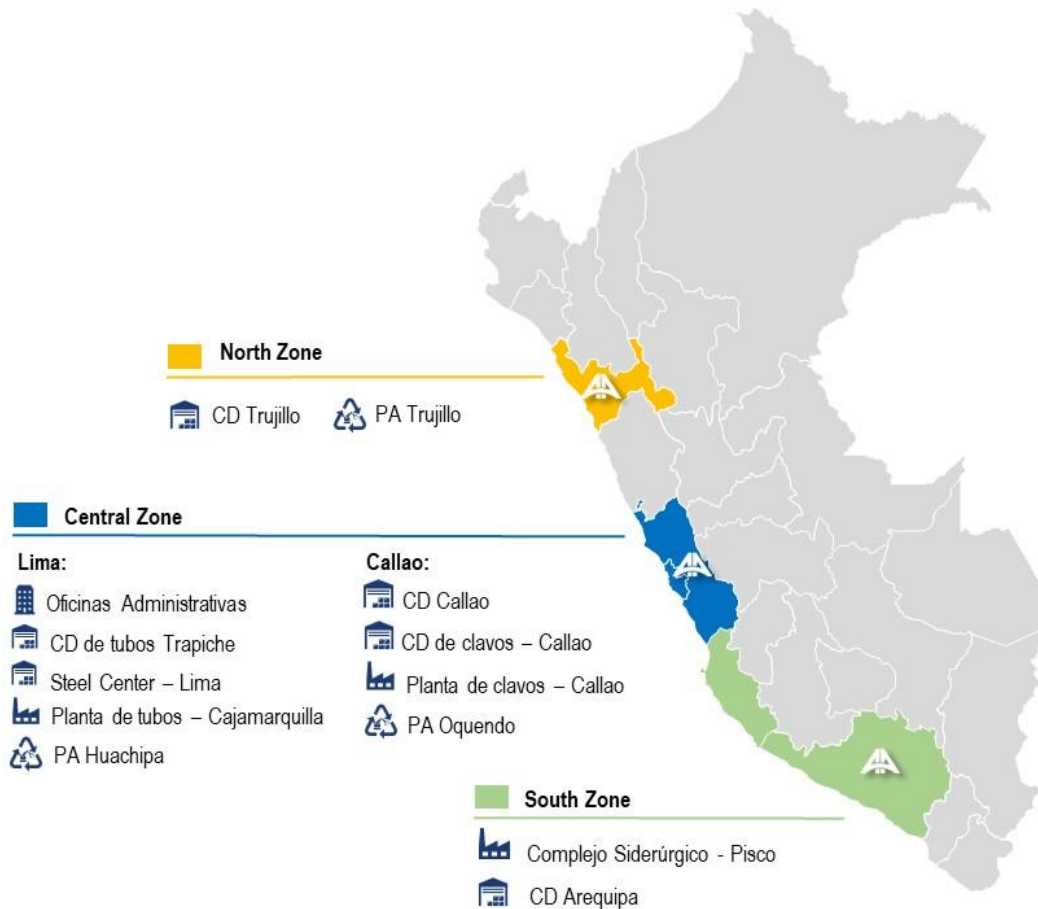 North Zone
CD Trujillo
PA Trujillo
Central Zone
Lima:
Oficinas Administrativas
CD de tubos Trapiche
Steel Center – Lima
Planta de tubos – Cajamarquilla
PA Huachipa
Callao:
CD Callao
CD de clavos – Callao
Planta de clavos – Callao
PA Oquendo
South Zone
Complejo Siderúrgico - Pisco
CD Arequipa